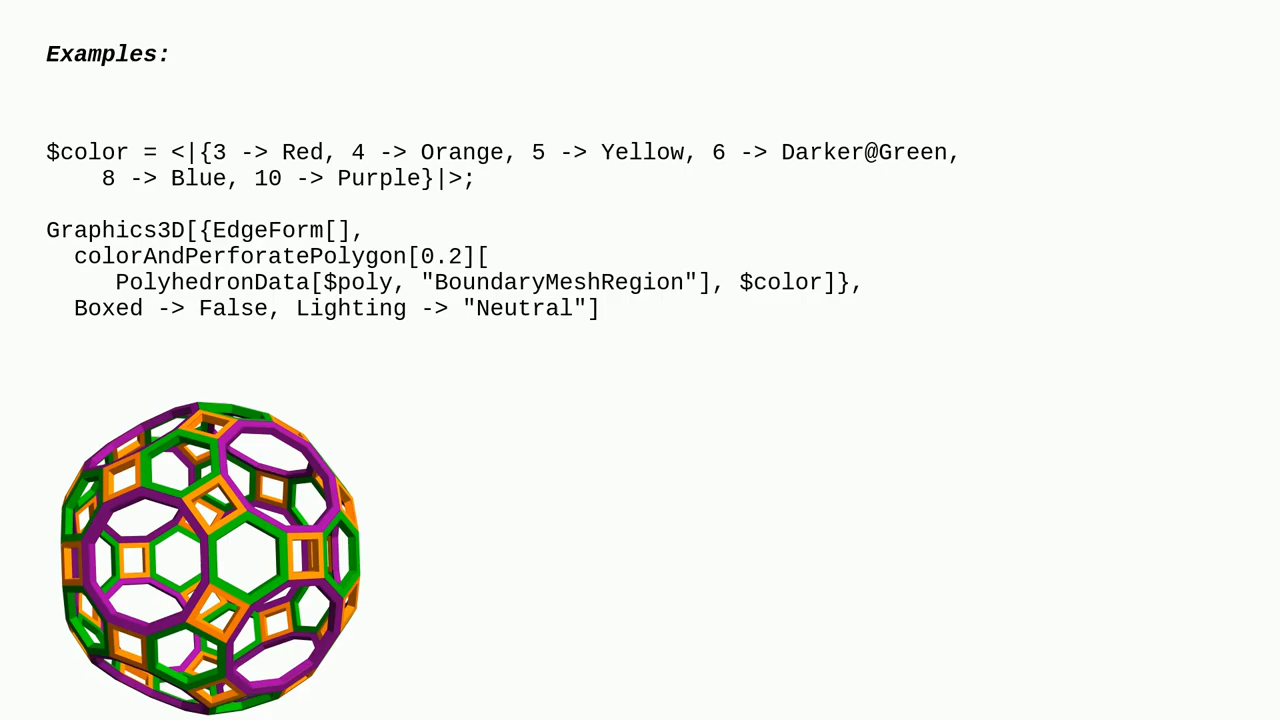 Examples:
$color = <|{3 -> Red, 4 -> Orange, 5 -> Yellow, 6 -> Darker@Green,
8 -> Blue, 10 -> Purple}|>;
Graphics3D[{EdgeForm[],
colorAndPerforatePolygon[0.2][
PolyhedronData[$poly, "BoundaryMeshRegion"], $color]},
Boxed -> False, Lighting -> "Neutral"]